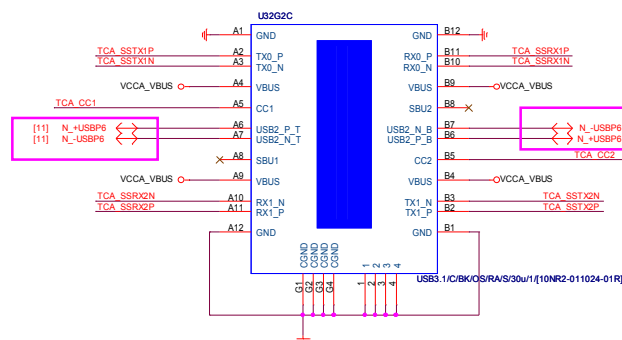 U32G2C
A1 GND GND B12
TCA_SSTX1P A2 TX0_P RX0_P B11 TCA_SSRX1P
TCA_SSTX1N A3 TX0_N RX0_N B10 TCA_SSRX1N
VCCA_VBUS A4 VBUS VBUS B9 VCCA_VBUS
TCA_CC1 A5 CC1 SBU2 B8
[11] N_+USBP6 A6 USB2_P_T USB2_N_B B7 N_-USBP6
[11] N_-USBP6 A7 USB2_N_T USB2_P_B B6 N_+USBP6
A8 SBU1 CC2 B5 TCA_CC2
VCCA_VBUS A9 VBUS VBUS B4 VCCA_VBUS
TCA_SSRX2N A10 RX1_N TX1_N B3 TCA_SSTX2N
TCA_SSRX2P A11 RX1_P TX1_P B2 TCA_SSTX2P
A12 GND GND B1
CGND CGND CGND CGND 1 2 3 4
G1 G2 G3 G4 1 2 3 4
USB3.1/C/BK/OS/RA/S/30u/1/[10NR2-011024-01R]